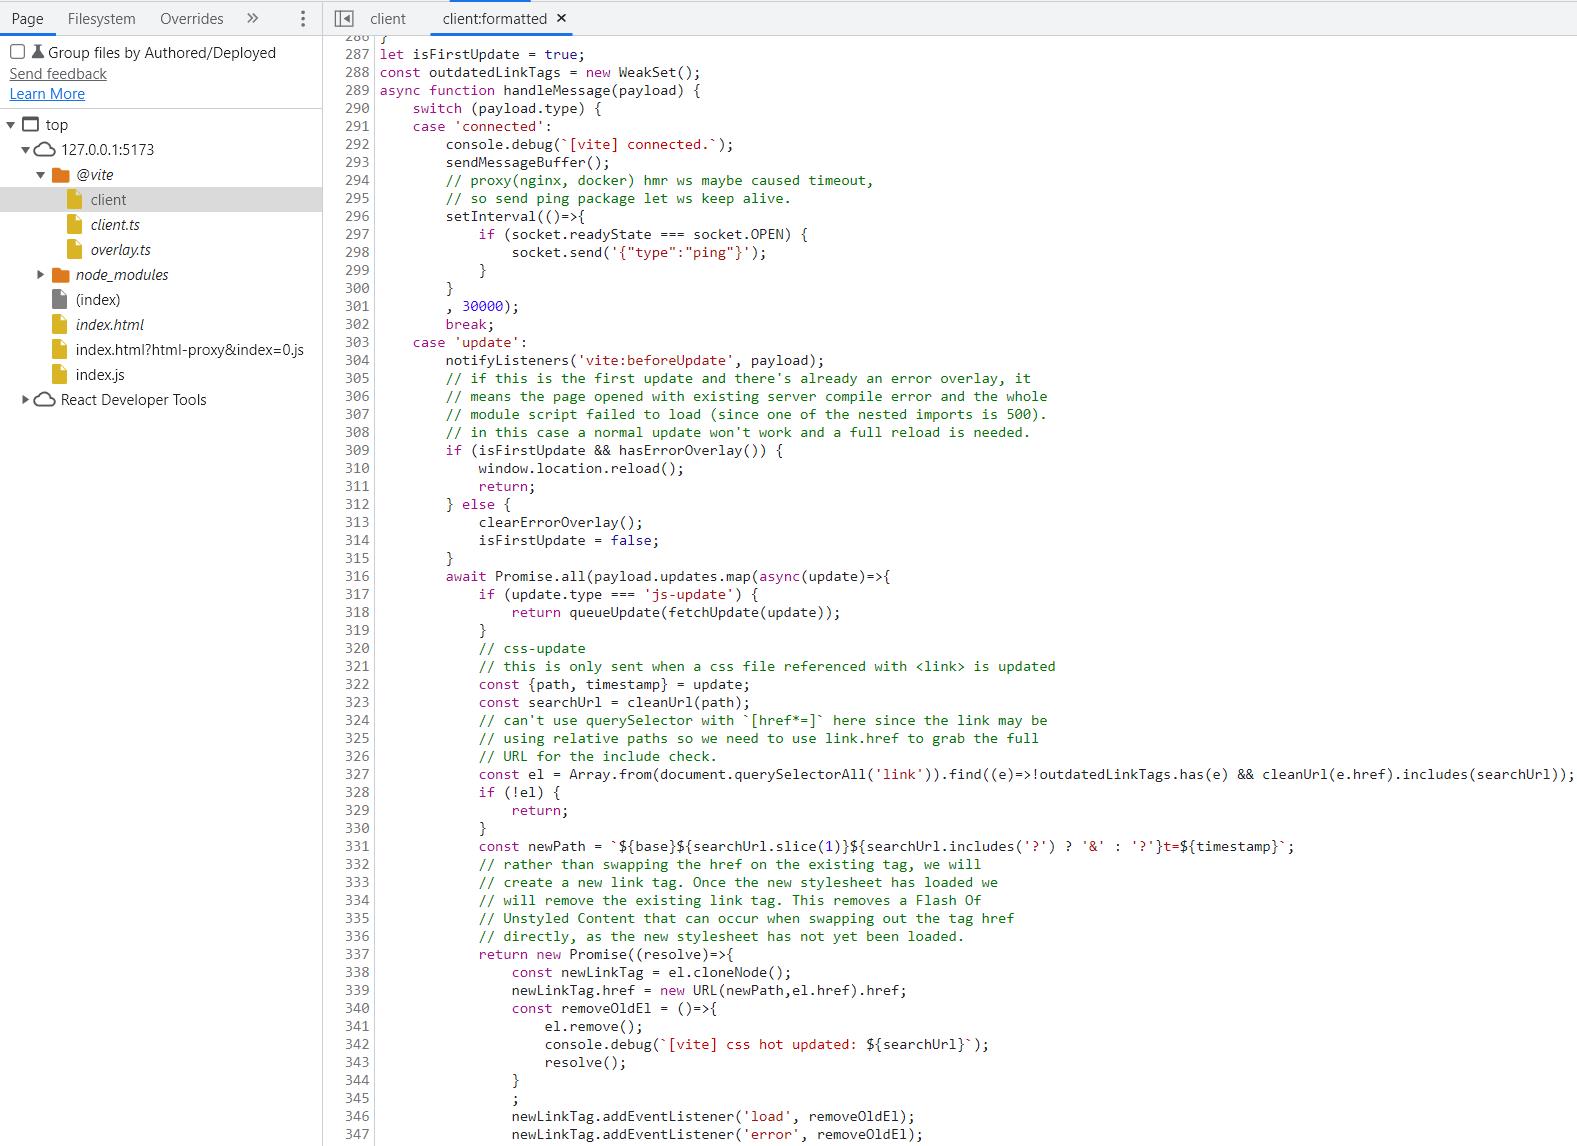 Page Filesystem Overrides
client client:formatted
Group files by Authored/Deployed
Send feedback
Learn More
top
127.0.0.1:5173
@vite
client
client.ts
overlay.ts
node_modules
(index)
index.html
index.html?html-proxy&index=0.js
index.js
React Developer Tools
286 }
287 let isFirstUpdate = true;
288 const outdatedLinkTags = new WeakSet();
289 async function handleMessage(payload) {
290 switch (payload.type) {
291 case 'connected':
292 console.debug(`[vite] connected.`);
293 sendMessageBuffer();
294 // proxy(nginx, docker) hmr ws maybe caused timeout,
295 // so send ping package let ws keep alive.
296 setInterval(()=>{
297 if (socket.readyState === socket.OPEN) {
298 socket.send('{"type":"ping"}');
299 }
300 }
301 , 30000);
302 break;
303 case 'update':
304 notifyListeners('vite:beforeUpdate', payload);
305 // if this is the first update and there's already an error overlay, it
306 // means the page opened with existing server compile error and the whole
307 // module script failed to load (since one of the nested imports is 500).
308 // in this case a normal update won't work and a full reload is needed.
309 if (isFirstUpdate && hasErrorOverlay()) {
310 window.location.reload();
311 return;
312 } else {
313 clearErrorOverlay();
314 isFirstUpdate = false;
315 }
316 await Promise.all(payload.updates.map(async(update)=>{
317 if (update.type === 'js-update') {
318 return queueUpdate(fetchUpdate(update));
319 }
320 // css-update
321 // this is only sent when a css file referenced with <link> is updated
322 const {path, timestamp} = update;
323 const searchUrl = cleanUrl(path);
324 // can't use querySelector with `[href*=]` here since the link may be
325 // using relative paths so we need to use link.href to grab the full
326 // URL for the include check.
327 const el = Array.from(document.querySelectorAll('link')).find((e)=>!outdatedLinkTags.has(e) && cleanUrl(e.href).includes(searchUrl));
328 if (!el) {
329 return;
330 }
331 const newPath = `${base}${searchUrl.slice(1)}${searchUrl.includes('?') ? '&' : '?'}t=${timestamp}`;
332 // rather than swapping the href on the existing tag, we will
333 // create a new link tag. Once the new stylesheet has loaded we
334 // will remove the existing link tag. This removes a Flash Of
335 // Unstyled Content that can occur when swapping out the tag href
336 // directly, as the new stylesheet has not yet been loaded.
337 return new Promise((resolve)=>{
338 const newLinkTag = el.cloneNode();
339 newLinkTag.href = new URL(newPath,el.href).href;
340 const removeOldEl = ()=>{
341 el.remove();
342 console.debug(`[vite] css hot updated: ${searchUrl}`);
343 resolve();
344 }
345 ;
346 newLinkTag.addEventListener('load', removeOldEl);
347 newLinkTag.addEventListener('error', removeOldEl);